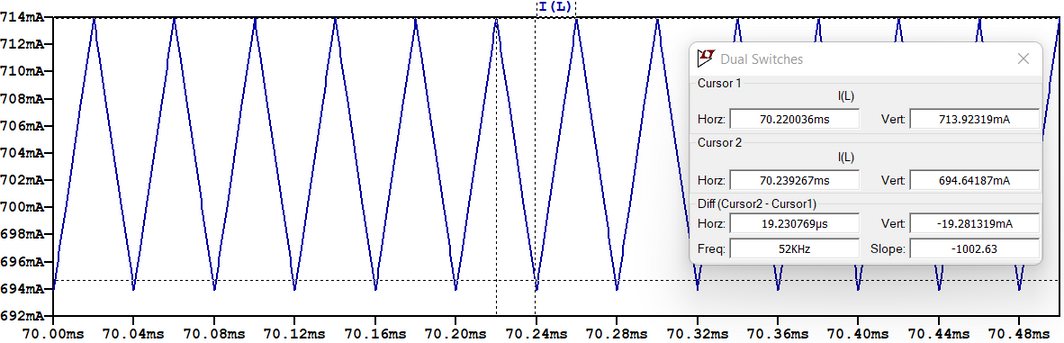 I(L)
714mA
712mA
710mA
708mA
706mA
704mA
702mA
700mA
698mA
696mA
694mA
692mA
70.00ms 70.04ms 70.08ms 70.12ms 70.16ms 70.20ms 70.24ms 70.28ms 70.32ms 70.36ms 70.40ms 70.44ms 70.48ms
Dual Switches
Cursor 1
I(L)
Horz: 70.220036ms Vert: 713.92319mA
Cursor 2
I(L)
Horz: 70.239267ms Vert: 694.64187mA
Diff (Cursor2 - Cursor1)
Horz: 19.230769µs Vert: -19.281319mA
Freq: 52KHz Slope: -1002.63